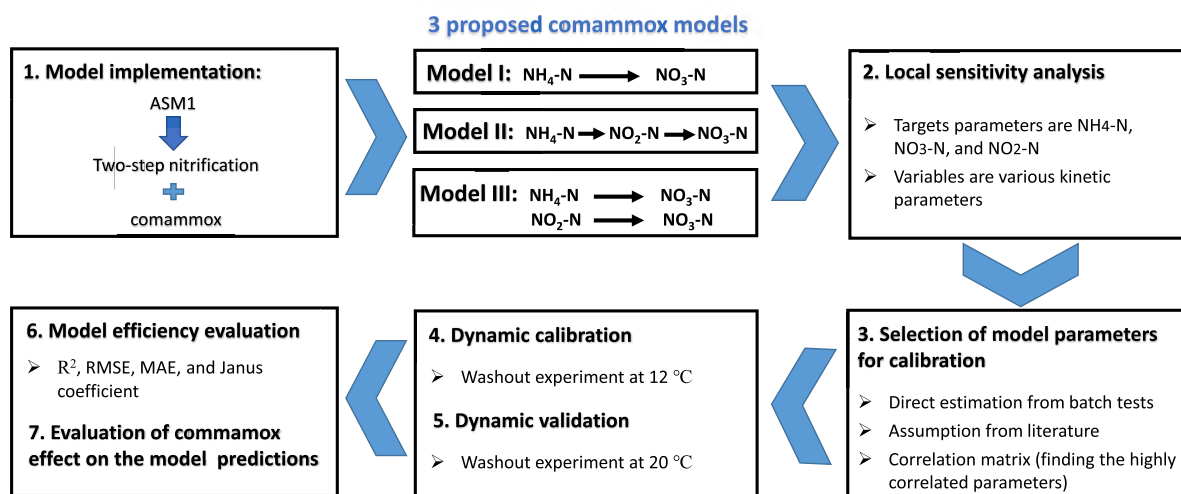 3 proposed comammox models
1. Model implementation:
ASM1
Two-step nitrification
comammox
Model I: NH₄-N NO₃-N
Model II: NH₄-N NO₂-N NO₃-N
Model III: NH₄-N NO₃-N
NO₂-N NO₃-N
2. Local sensitivity analysis
➢ Targets parameters are NH4-N,
NO3-N, and NO2-N
➢ Variables are various kinetic
parameters
3. Selection of model parameters
for calibration
➢ Direct estimation from batch tests
➢ Assumption from literature
➢ Correlation matrix (finding the highly
correlated parameters)
4. Dynamic calibration
➢ Washout experiment at 12 ℃
5. Dynamic validation
➢ Washout experiment at 20 ℃
6. Model efficiency evaluation
➢ R², RMSE, MAE, and Janus
coefficient
7. Evaluation of commamox
effect on the model predictions